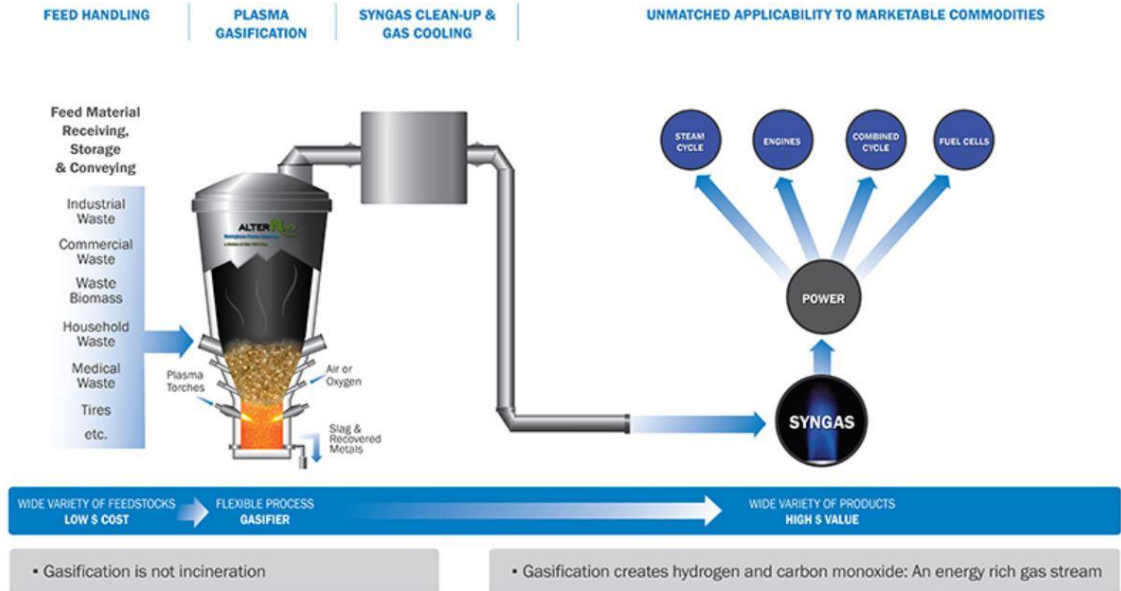 FEED HANDLING
PLASMA
GASIFICATION
SYNGAS CLEAN-UP &
GAS COOLING
UNMATCHED APPLICABILITY TO MARKETABLE COMMODITIES
Feed Material
Receiving,
Storage
& Conveying
Industrial
Waste
Commercial
Waste
Waste
Biomass
Household
Waste
Medical
Waste
Tires
etc.
ALTER
Plasma
Torches
Air or
Oxygen
Slag &
Recovered
Metals
STEAM
CYCLE
ENGINES
COMBINED
CYCLE
FUEL CELLS
POWER
SYNGAS
WIDE VARIETY OF FEEDSTOCKS
LOW $ COST
FLEXIBLE PROCESS
GASIFIER
WIDE VARIETY OF PRODUCTS
HIGH $ VALUE
▪ Gasification is not incineration
▪ Gasification creates hydrogen and carbon monoxide: An energy rich gas stream